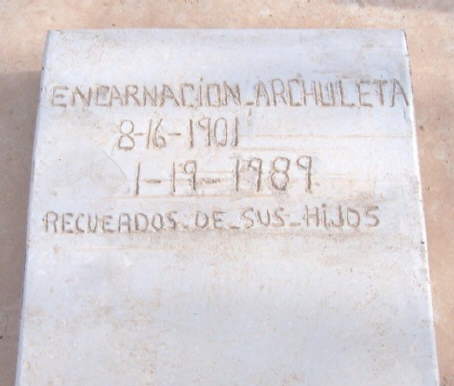 ENCARNACION_ARCHULETA
8-16-1901
1-19-1989
RECUERDOS_DE_SUS_HiJOS